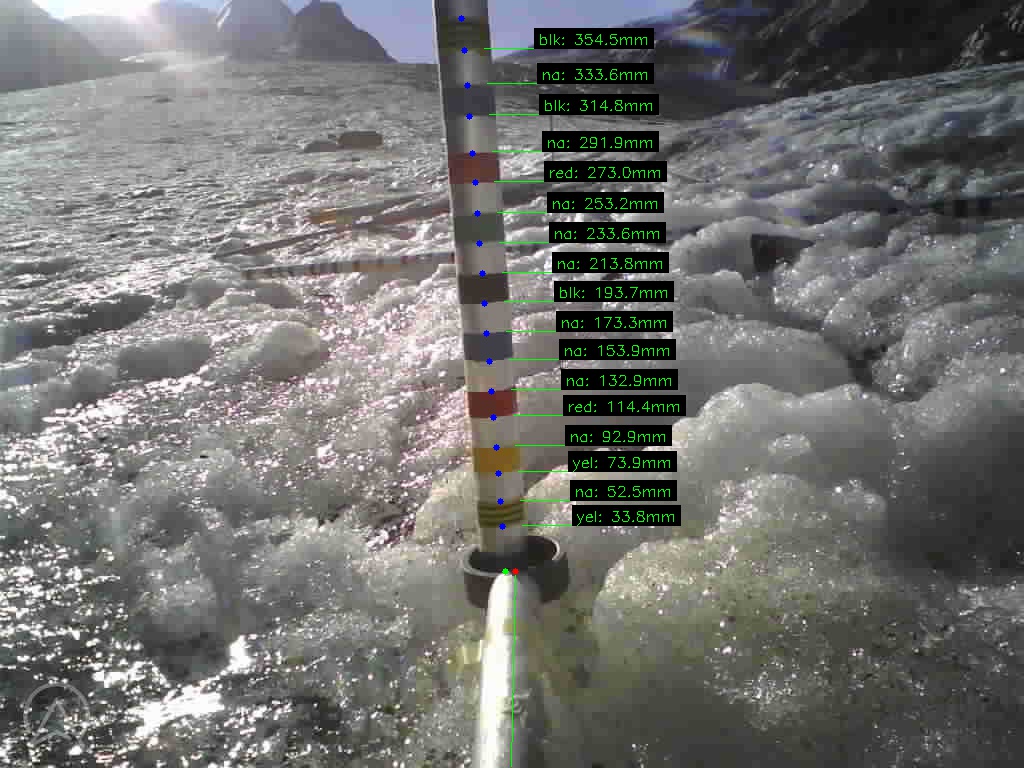 blk: 354.5mm
na: 333.6mm
blk: 314.8mm
na: 291.9mm
red: 273.0mm
na: 253.2mm
na: 233.6mm
na: 213.8mm
blk: 193.7mm
na: 173.3mm
na: 153.9mm
na: 132.9mm
red: 114.4mm
na: 92.9mm
yel: 73.9mm
na: 52.5mm
yel: 33.8mm